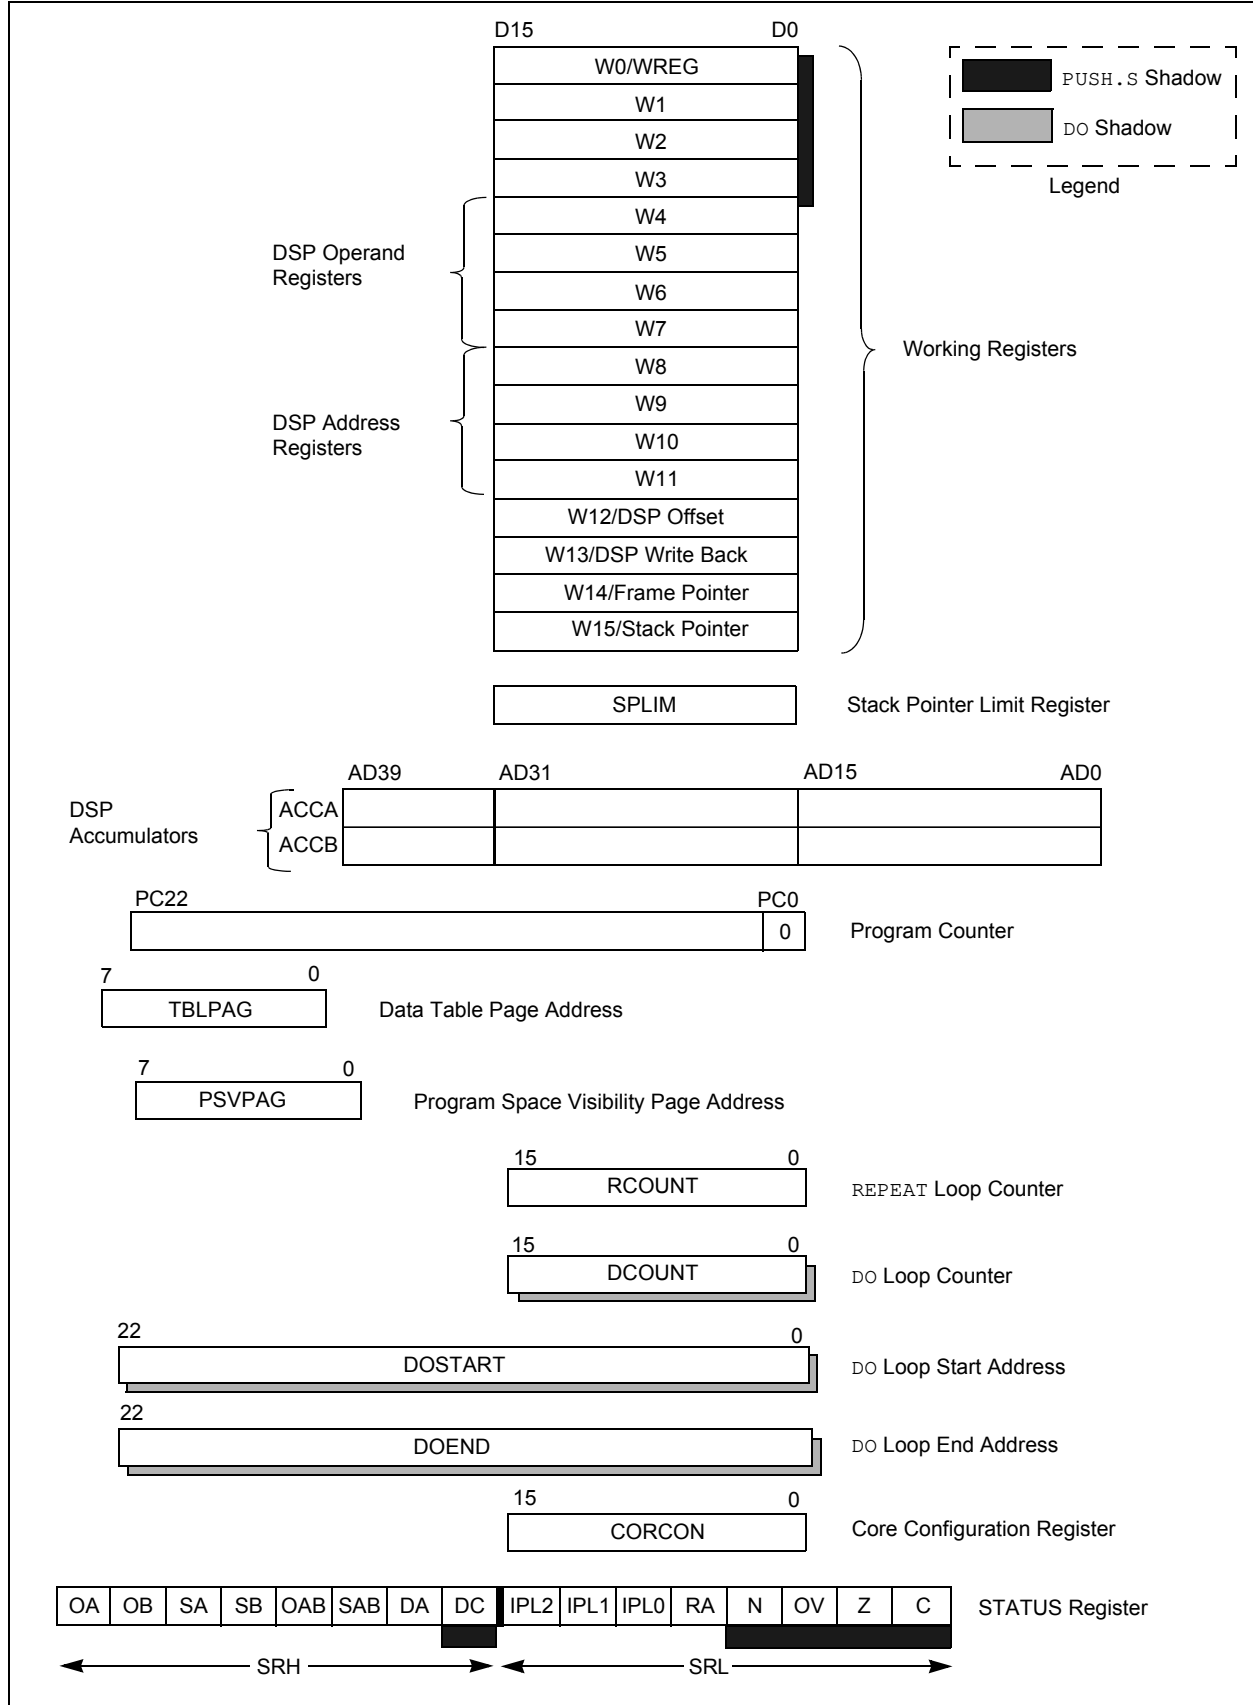 D15 D0
W0/WREG
W1
W2
W3
W4
W5
W6
W7
W8
W9
W10
W11
W12/DSP Offset
W13/DSP Write Back
W14/Frame Pointer
W15/Stack Pointer
PUSH.S Shadow
DO Shadow
Legend
DSP Operand
Registers
DSP Address
Registers
Working Registers
SPLIM Stack Pointer Limit Register
AD39 AD31 AD15 AD0
DSP
Accumulators
ACCA
ACCB
PC22 PC0
0 Program Counter
7 0
TBLPAG Data Table Page Address
7 0
PSVPAG Program Space Visibility Page Address
15 0
RCOUNT REPEAT Loop Counter
15 0
DCOUNT DO Loop Counter
22 0
DOSTART DO Loop Start Address
22
DOEND DO Loop End Address
15 0
CORCON Core Configuration Register
OA OB SA SB OAB SAB DA DC IPL2 IPL1 IPL0 RA N OV Z C STATUS Register
SRH SRL